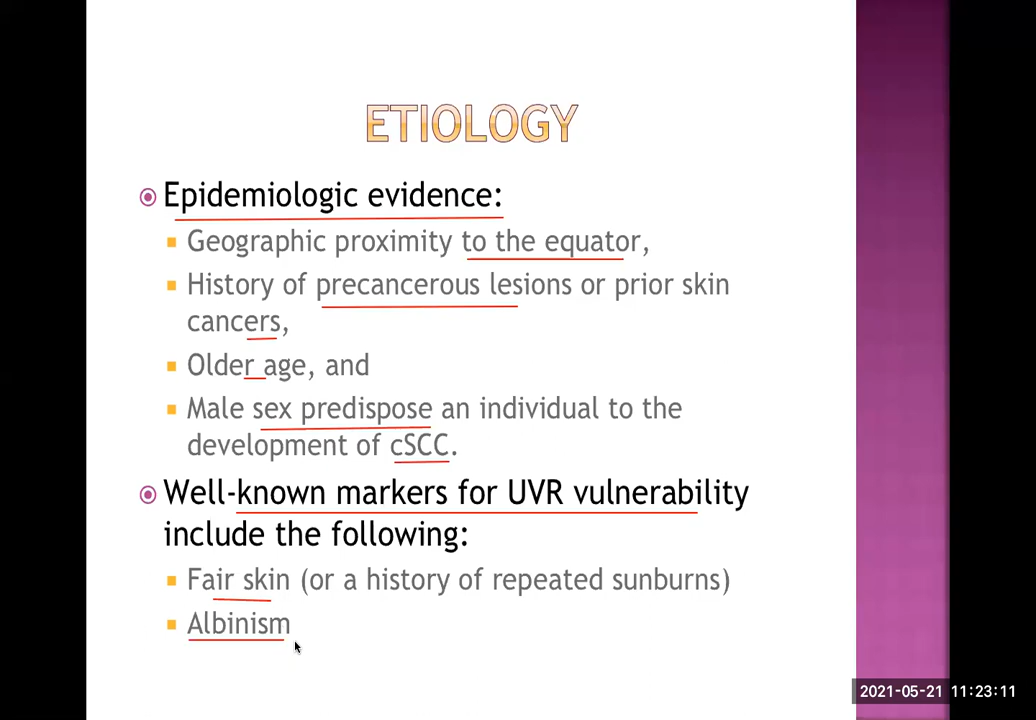 ETIOLOGY
Epidemiologic evidence:
Geographic proximity to the equator,
History of precancerous lesions or prior skin
cancers,
Older age, and
Male sex predispose an individual to the
development of cSCC.
Well-known markers for UVR vulnerability
include the following:
Fair skin (or a history of repeated sunburns)
Albinism
2021-05-21 11:23:11